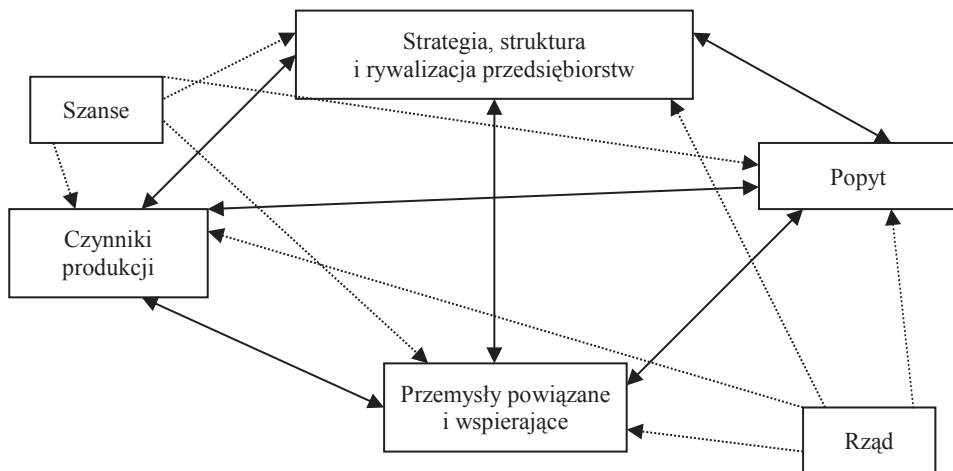 Strategia, struktura
i rywalizacja przedsiębiorstw
Szanse
Popyt
Czynniki
produkcji
Przemysły powiązane
i wspierające
Rząd